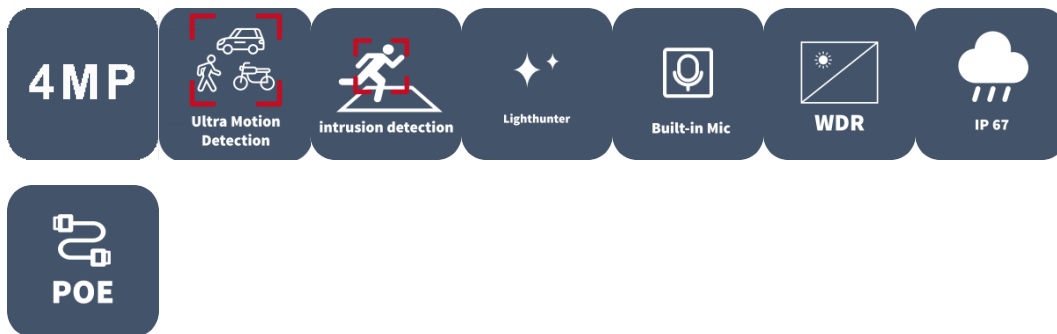 4MP
Ultra Motion
Detection
intrusion detection
Lighthunter
Built-in Mic
WDR
IP 67
POE